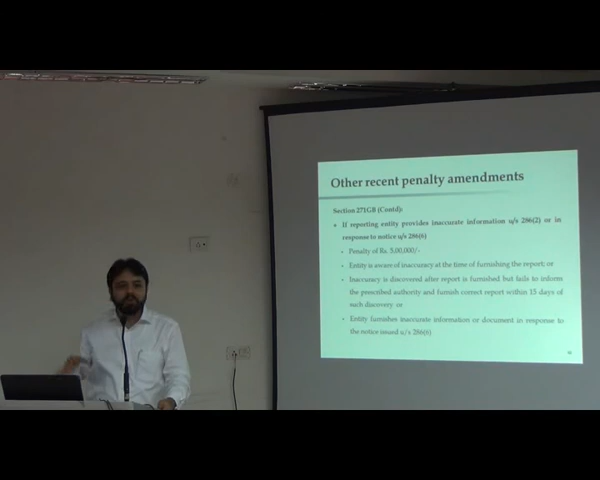 Other recent penalty amendments
Section 271GB (Contd):
If reporting entity provides inaccurate information u/s 286(2) or in
response to notice u/s 286(6)
Penalty of Rs. 5,00,000/-
Entity is aware of inaccuracy at the time of furnishing the report; or
Inaccuracy is discovered after report is furnished but fails to inform
the prescribed authority and furnish correct report within 15 days of
such discovery; or
Entity furnishes inaccurate information or document in response to
the notice issued u/s 286(6)